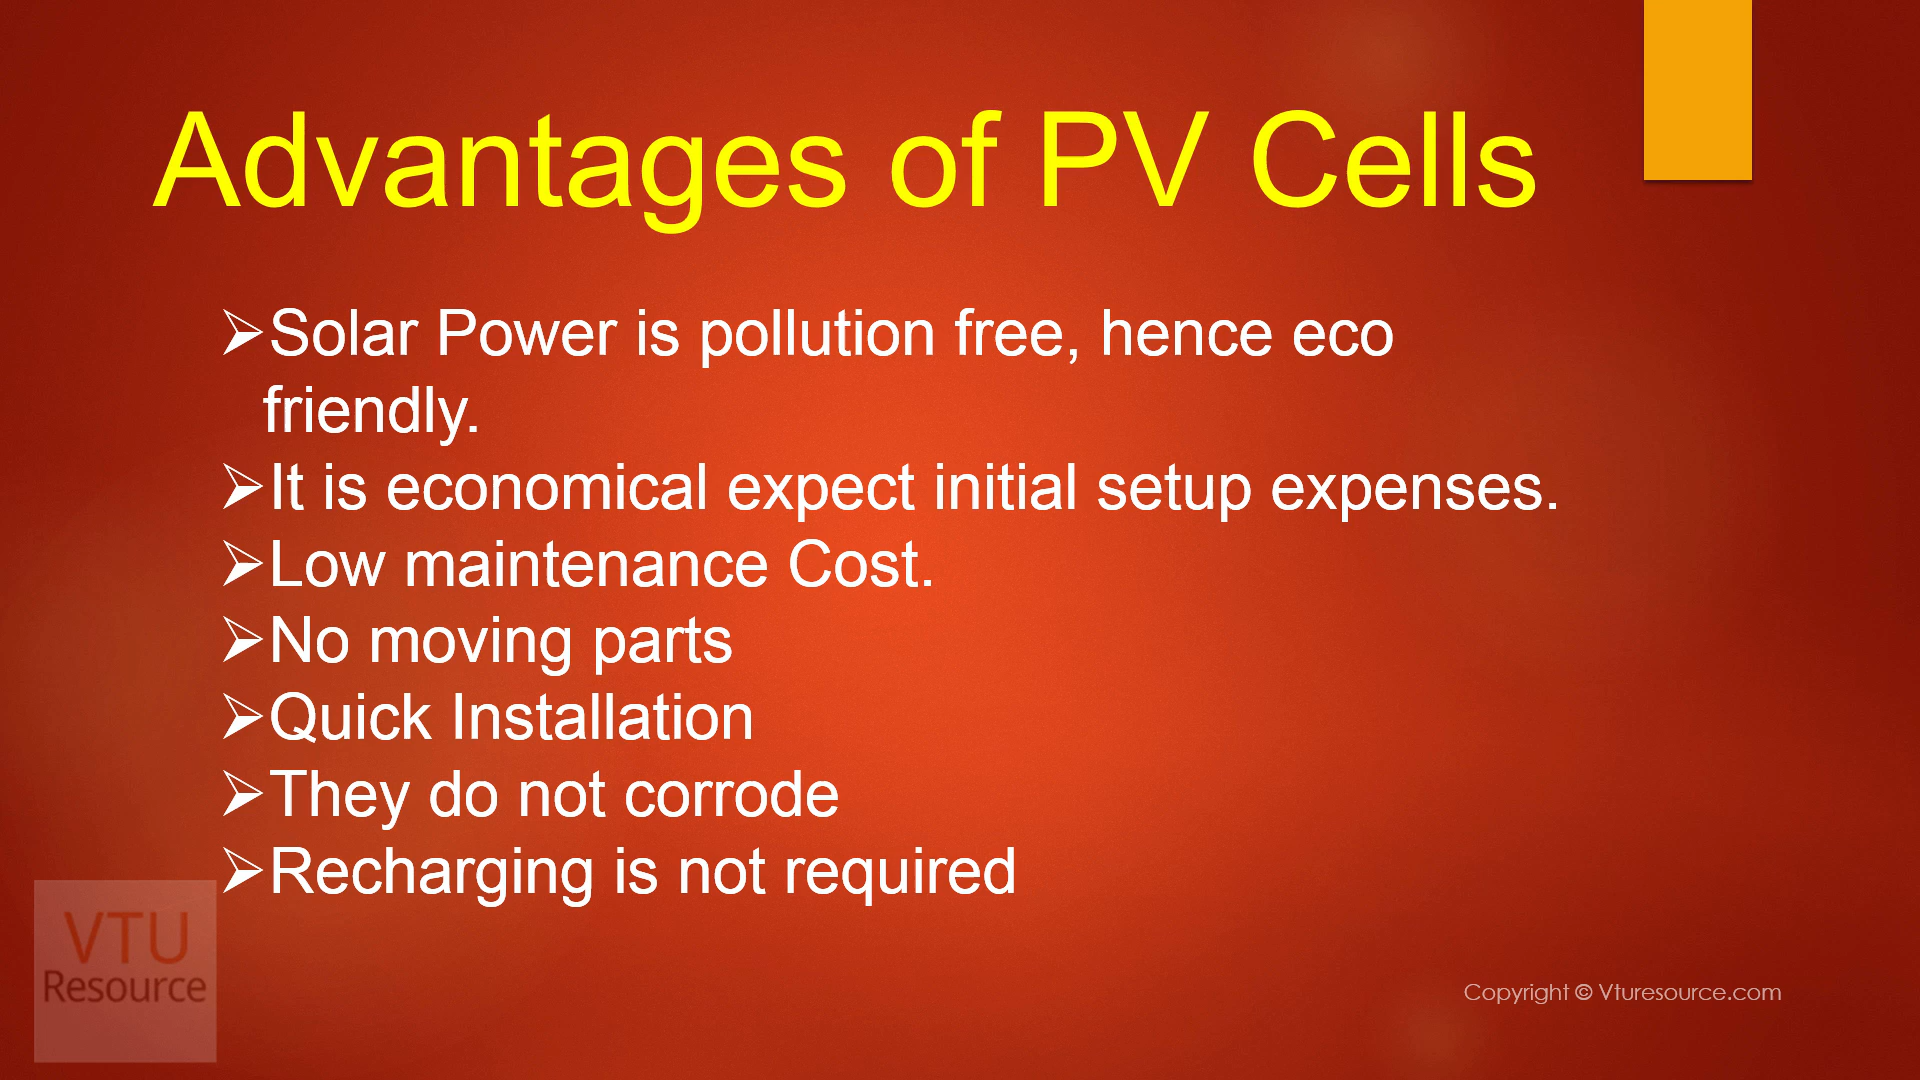 Advantages of PV Cells
➢Solar Power is pollution free, hence eco
friendly.
➢It is economical expect initial setup expenses.
➢Low maintenance Cost.
➢No moving parts
➢Quick Installation
➢They do not corrode
➢Recharging is not required
VTU
Resource
Copyright © Vturesource.com